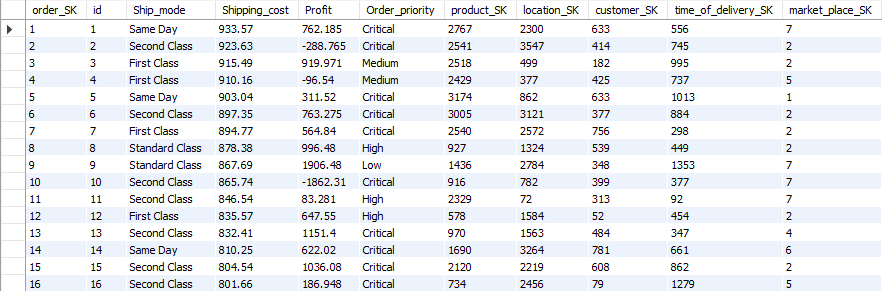 order_SK id Ship_mode Shipping_cost Profit Order_priority product_SK location_SK customer_SK time_of_delivery_SK market_place_SK
1 1 Same Day 933.57 762.185 Critical 2767 2300 633 556 7
2 2 Second Class 923.63 -288.765 Critical 2541 3547 414 745 2
3 3 First Class 915.49 919.971 Medium 2518 499 182 995 2
4 4 First Class 910.16 -96.54 Medium 2429 377 425 737 5
5 5 Same Day 903.04 311.52 Critical 3174 862 633 1013 1
6 6 Second Class 897.35 763.275 Critical 3005 3121 377 884 2
7 7 First Class 894.77 564.84 Critical 2540 2572 756 298 2
8 8 Standard Class 878.38 996.48 High 927 1324 539 449 2
9 9 Standard Class 867.69 1906.48 Low 1436 2784 348 1353 7
10 10 Second Class 865.74 -1862.31 Critical 916 782 399 377 7
11 11 Second Class 846.54 83.281 High 2329 72 313 92 7
12 12 First Class 835.57 647.55 High 578 1584 52 454 2
13 13 Second Class 832.41 1151.4 Critical 970 1563 484 347 4
14 14 Same Day 810.25 622.02 Critical 1690 3264 781 661 6
15 15 Second Class 804.54 1036.08 Critical 2120 2219 608 862 2
16 16 Second Class 801.66 186.948 Critical 734 2456 79 1279 5